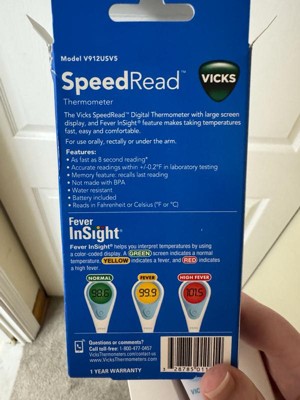 Model V912USV5
SpeedRead™
VICKS
Thermometer
The Vicks SpeedRead™ Digital Thermometer with large screen
display, and Fever InSight® feature makes taking temperatures
fast, easy and comfortable.
For use orally, rectally or under the arm.
Features:
• As fast as 8 second reading*
• Accurate readings within +/-0.2°F in laboratory testing
• Memory feature: recalls last reading
• Not made with BPA
• Water resistant
• Battery included
• Reads in Fahrenheit or Celsius (°F or °C)
Fever
InSight®
Fever InSight® helps you interpret temperatures by using
a color-coded display. A GREEN screen indicates a normal
temperature, YELLOW indicates a fever, and RED indicates
a high fever.
NORMAL FEVER HIGH FEVER
98.6 99.9 101.5
Questions or comments?
Call toll-free: 1-800-477-0457
VicksThermometers.com/contact-us
www.VicksThermometers.com
1 YEAR WARRANTY